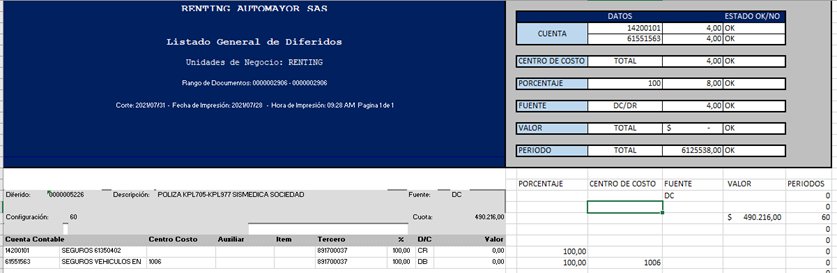 RENTING AUTOMAYOR SAS
Listado General de Diferidos
Unidades de Negocio: RENTING
Rango de Documentos: 0000002906 - 0000002906
Corte: 2021/07/31 - Fecha de Impresión: 2021/07/28 - Hora de Impresión: 09:28 AM Pagina 1 de 1
DATOS ESTADO OK/NO
CUENTA 14200101 4,00 OK
61551563 4,00 OK
CENTRO DE COSTO TOTAL 4,00 OK
PORCENTAJE 100 8,00 OK
FUENTE DC/DR 4,00 OK
VALOR TOTAL $ - OK
PERIODO TOTAL 6125538,00 OK
PORCENTAJE CENTRO DE COSTO FUENTE VALOR PERIODOS
Diferido: 0000005226 Descripción: POLIZA KPL705-KPL977 SISMEDICA SOCIEDAD Fuente: DC DC 0
0
Configuración: 60 Cuota: 490.216,00 $ 490.216,00 60
0
Cuenta Contable Centro Costo Auxiliar Item Tercero % D/C Valor 0
14200101 SEGUROS 61350402 891700037 100,00 CR 0,00 100,00 0
61551563 SEGUROS VEHICULOS EN 1006 891700037 100,00 DB 0,00 100,00 1006 0